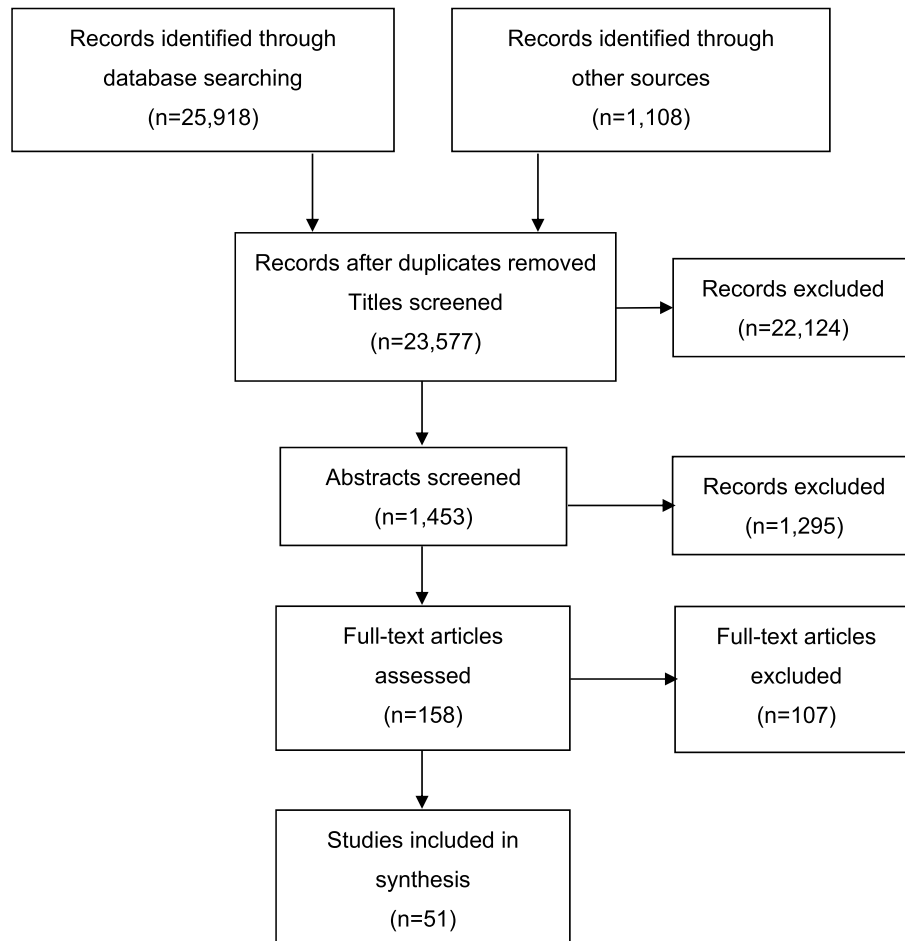 Records identified through
database searching
(n=25,918)
Records identified through
other sources
(n=1,108)
Records after duplicates removed
Titles screened
(n=23,577)
Records excluded
(n=22,124)
Abstracts screened
(n=1,453)
Records excluded
(n=1,295)
Full-text articles
assessed
(n=158)
Full-text articles
excluded
(n=107)
Studies included in
synthesis
(n=51)